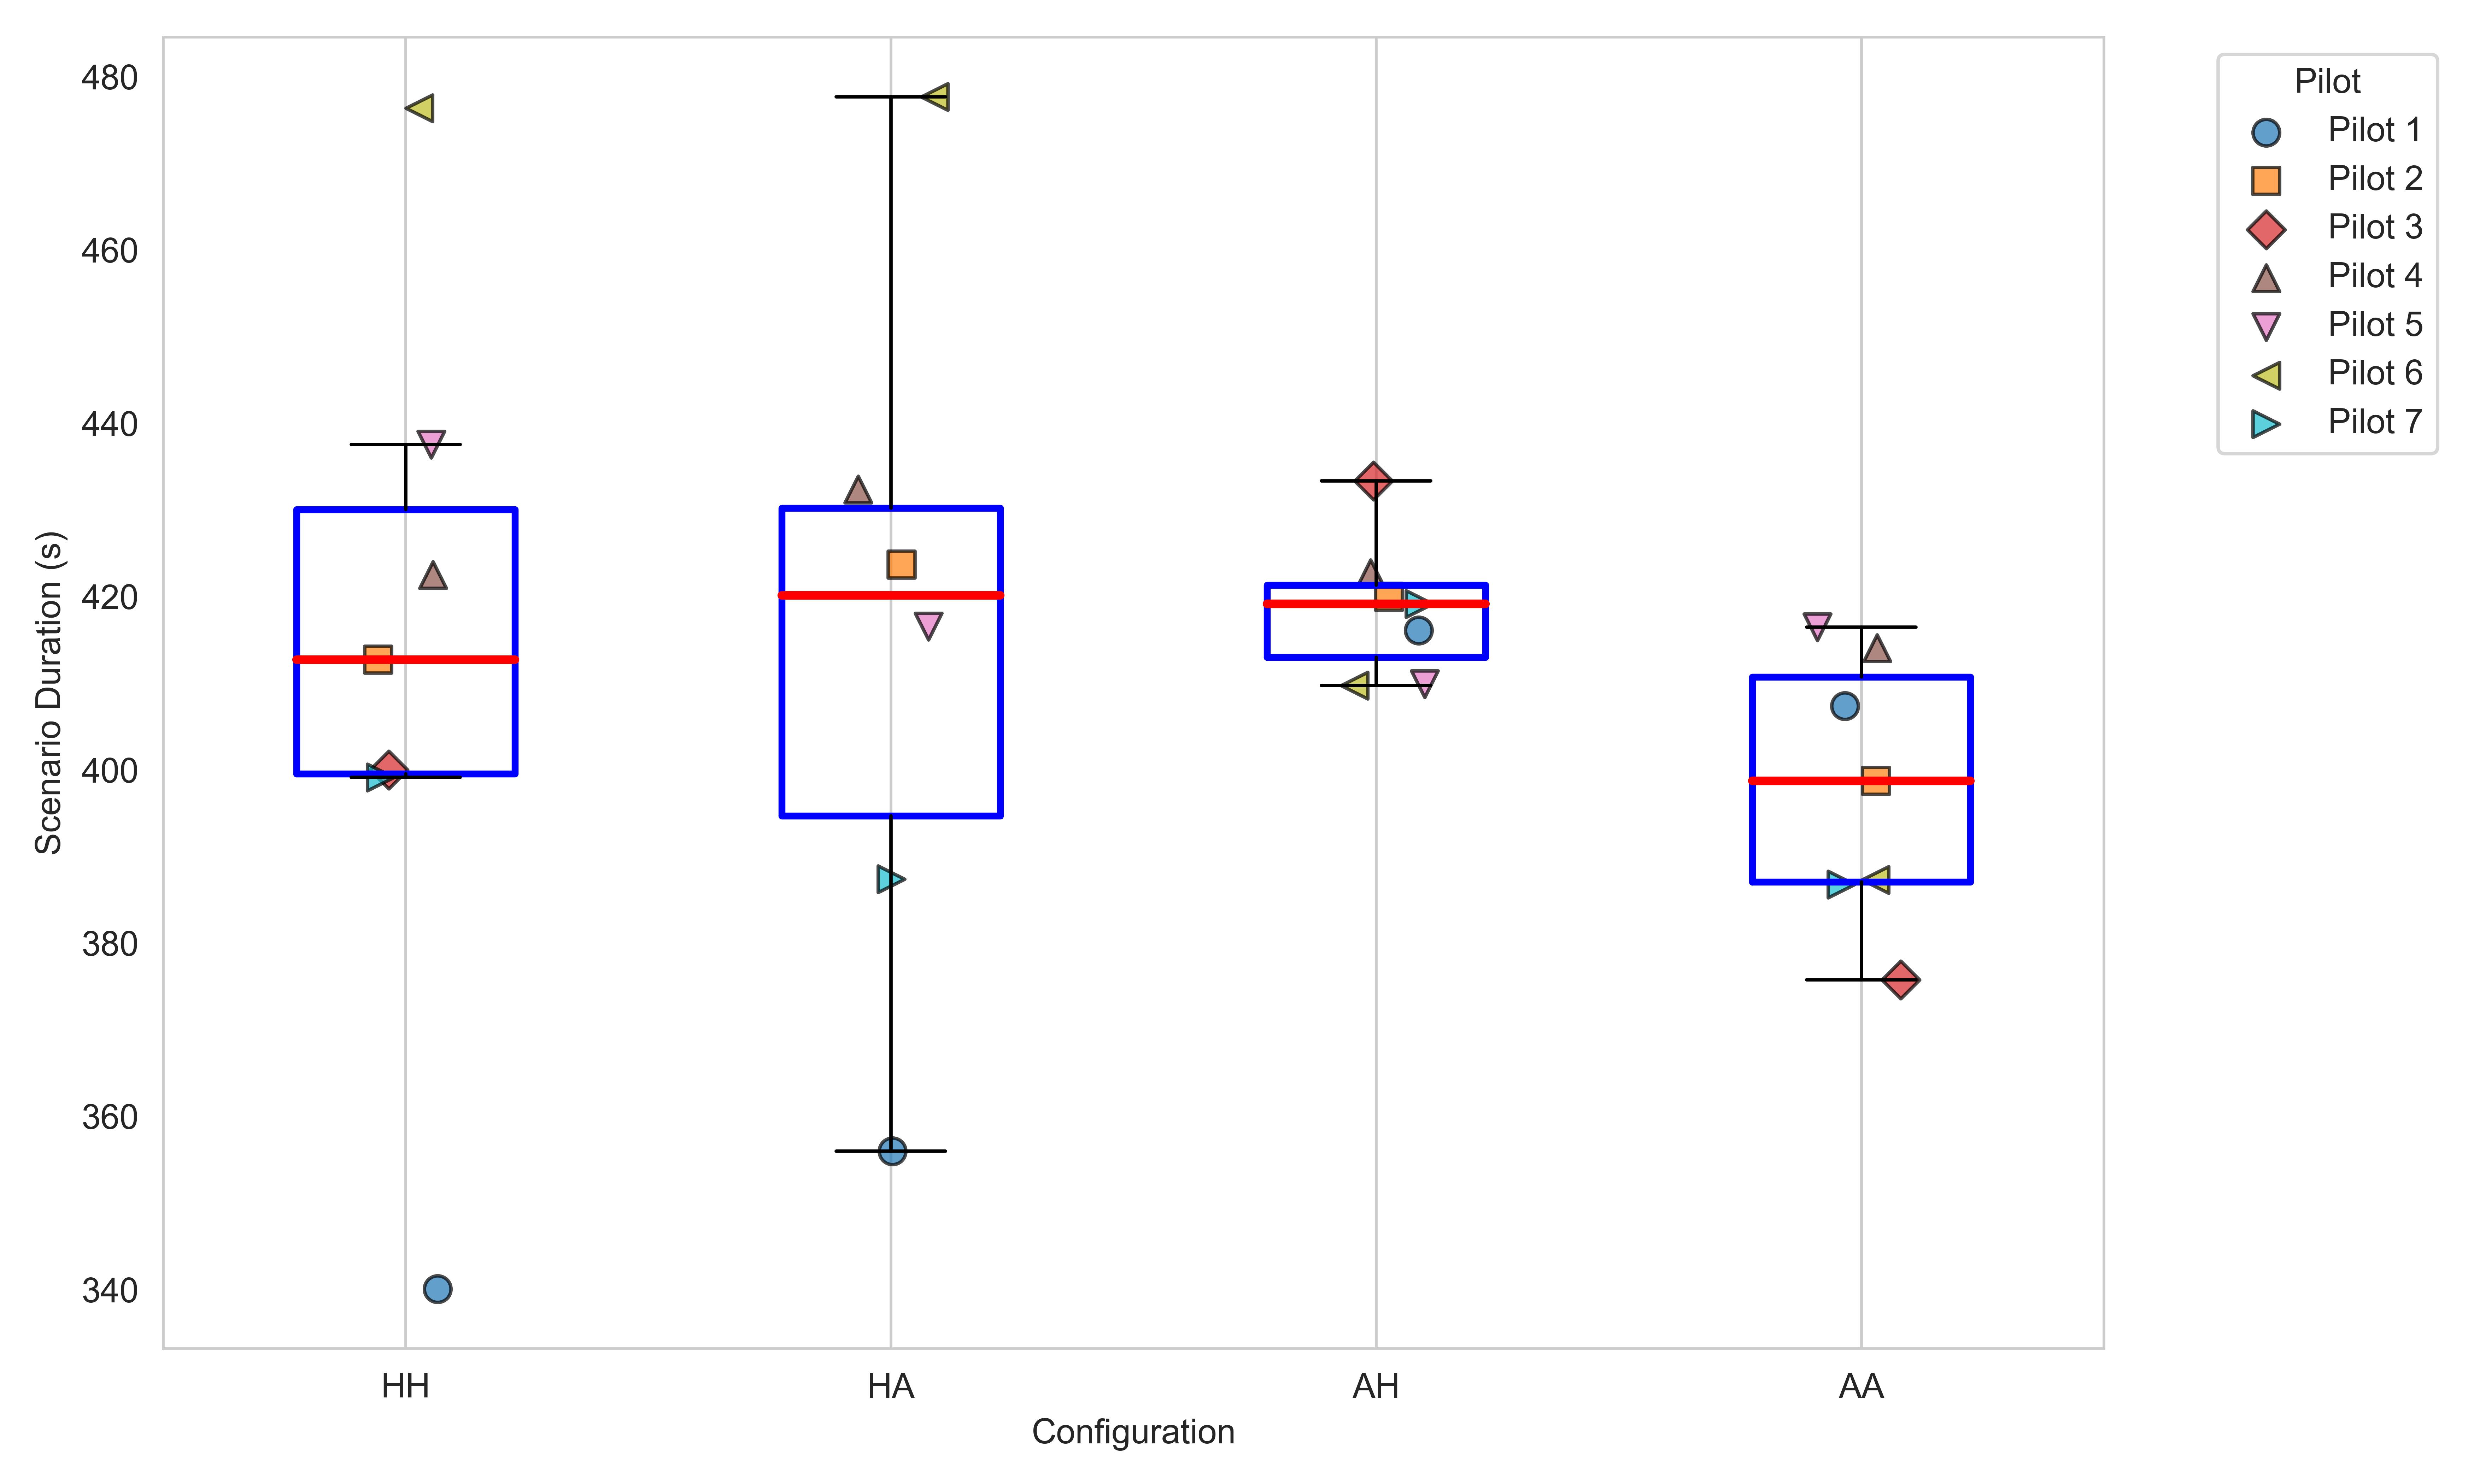 480
460
440
420
400
380
360
340
Scenario Duration (s)
HH
HA
AH
AA
Configuration
Pilot
Pilot 1
Pilot 2
Pilot 3
Pilot 4
Pilot 5
Pilot 6
Pilot 7